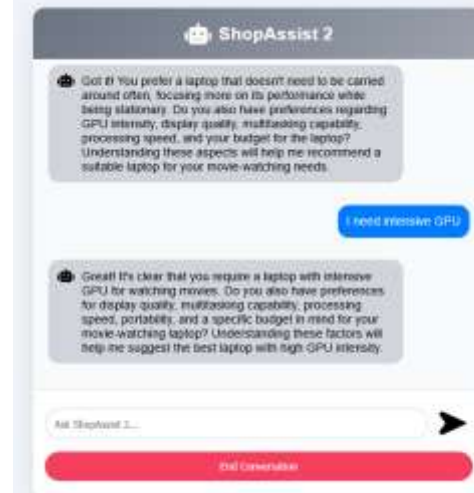 ShopAssist 2
Got it! You prefer a laptop that doesn't need to be carried
around often, focusing more on its performance while
being stationary. Do you also have preferences regarding
GPU intensity, display quality, multitasking capability,
processing speed, and your budget for the laptop?
Understanding these aspects will help me recommend a
suitable laptop for your movie-watching needs.
I need intensive GPU
Great! It's clear that you require a laptop with intensive
GPU for watching movies. Do you also have preferences
for display quality, multitasking capability, processing
speed, portability, and a specific budget in mind for your
movie-watching laptop? Understanding these factors will
help me suggest the best laptop with high GPU intensity.
Ask ShopAssist 2...
End Conversation